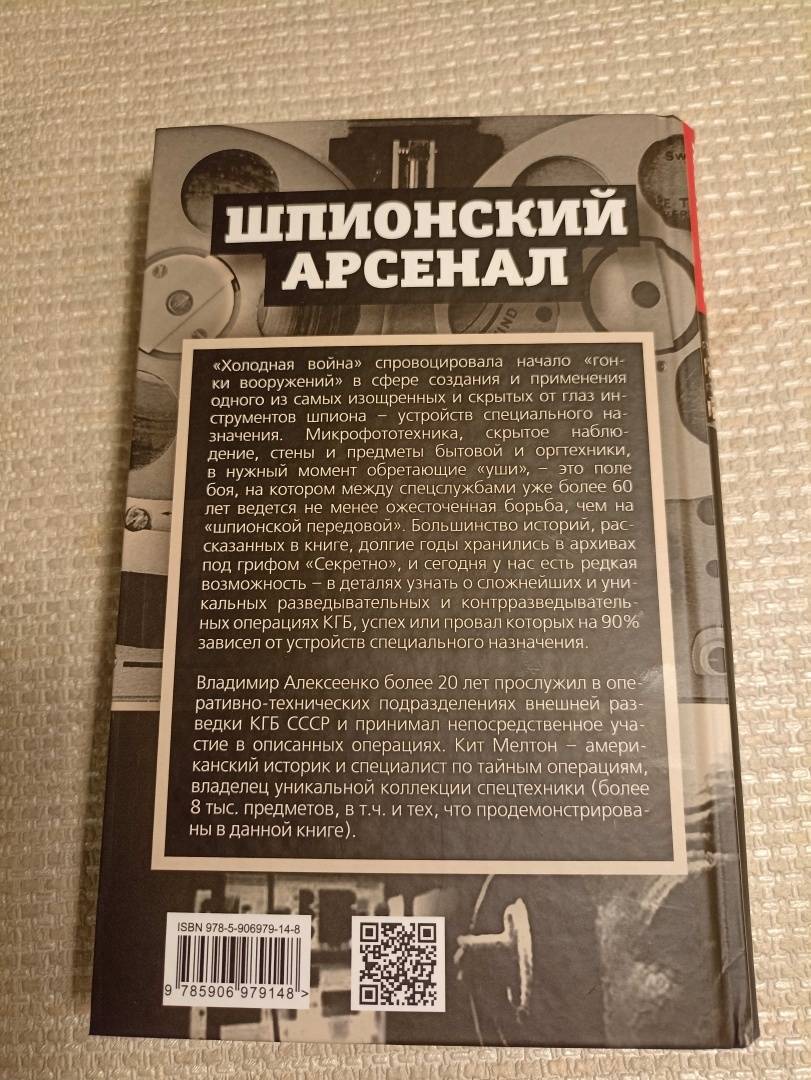 ШПИОНСКИЙ
АРСЕНАЛ
«Холодная война» спровоцировала начало «гон-
ки вооружений» в сфере создания и применения
одного из самых изощренных и скрытых от глаз ин-
струментов шпиона – устройств специального на-
значения. Микрофототехника, скрытое наблю-
дение, стены и предметы бытовой и оргтехники,
в нужный момент обретающие «уши», – это поле
боя, на котором между спецслужбами уже более 60
лет ведется не менее ожесточенная борьба, чем на
«шпионской передовой». Большинство историй, рас-
сказанных в книге, долгие годы хранились в архивах
под грифом «Секретно», и сегодня у нас есть редкая
возможность – в деталях узнать о сложнейших и уни-
кальных разведывательных и контрразведыватель-
ных операциях КГБ, успех или провал которых на 90%
зависел от устройств специального назначения.
Владимир Алексеенко более 20 лет прослужил в опе-
ративно-технических подразделениях внешней раз-
ведки КГБ СССР и принимал непосредственное уча-
стие в описанных операциях. Кит Мелтон – амери-
канский историк и специалист по тайным операциям,
владелец уникальной коллекции спецтехники (более
8 тыс. предметов, в т.ч. и тех, что продемонстрирова-
ны в данной книге).
ISBN 978-5-906979-14-8
9 785906 979148 >